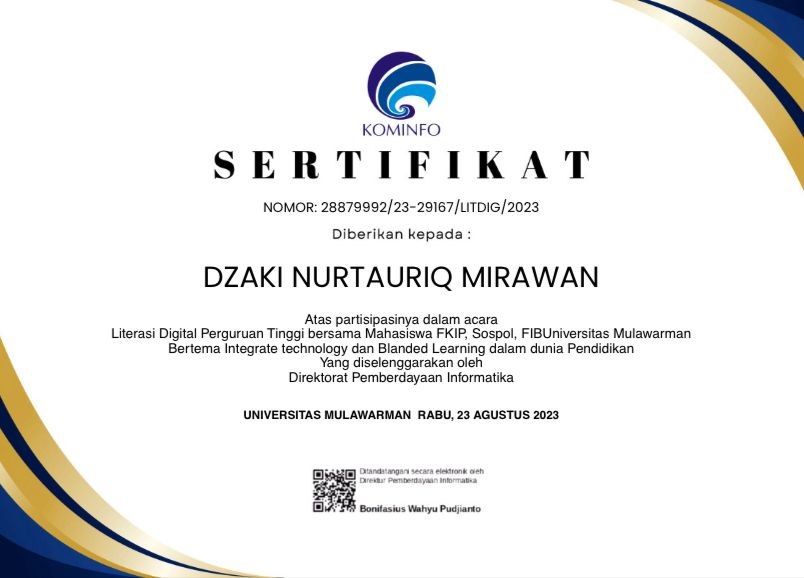 KOMINFO
SERTIFIKAT
NOMOR: 28879992/23-29167/LITDIG/2023
Diberikan kepada :
DZAKI NURTAURIQ MIRAWAN
Atas partisipasinya dalam acara
Literasi Digital Perguruan Tinggi bersama Mahasiswa FKIP, Sospol, FIBUniversitas Mulawarman
Bertema Integrate technology dan Blanded Learning dalam dunia Pendidikan
Yang diselenggarakan oleh
Direktorat Pemberdayaan Informatika
UNIVERSITAS MULAWARMAN RABU, 23 AGUSTUS 2023
Ditandatangani secara elektronik oleh
Direktur Pemberdayaan Informatika
Bonifasius Wahyu Pudjianto